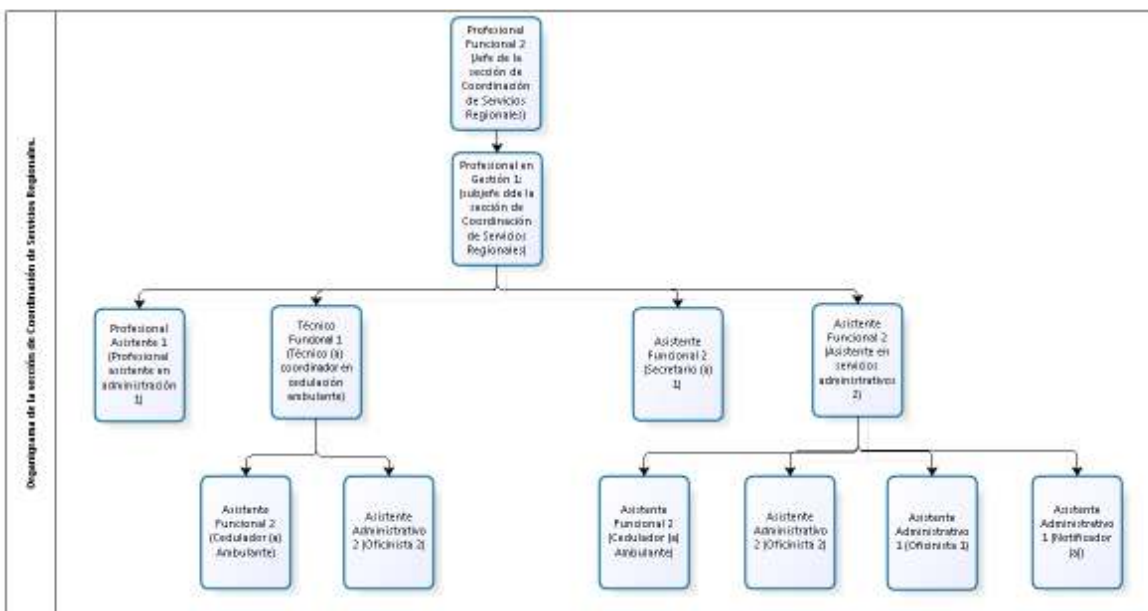 Organigrama de la sección de Coordinación de Servicios Regionales.
Profesional
Funcional 2
(Jefe de la
sección de
Coordinación
de Servicios
Regionales)
Profesional en
Gestión 1:
(subjefe dde la
sección de
Coordinación
de Servicios
Regionales)
Profesional
Asistente 1
(Profesional
asistente en
administración
1)
Técnico
Funcional 1
(Técnico (a)
coordinador en
cedulación
ambulante)
Asistente
Funcional 2
(Secretario (a)
1)
Asistente
Funcional 2
(Asistente en
servicios
administrativos
2)
Asistente
Funcional 2
(Cedulador (a)
Ambulante)
Asistente
Administrativo
2 (Oficinista 2)
Asistente
Funcional 2
(Cedulador (a)
Ambulante)
Asistente
Administrativo
2 (Oficinista 2)
Asistente
Administrativo
1 (Oficinista 1)
Asistente
Administrativo
1 (Notificador
(a))